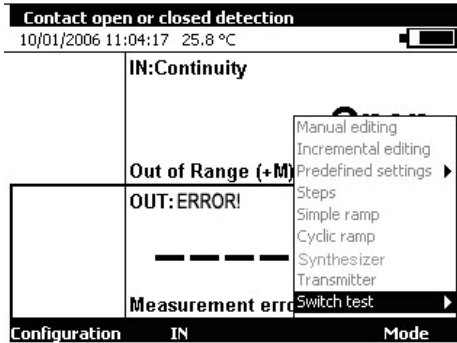 Contact open or closed detection
10/01/2006 11:04:17 25.8 °C
IN:Continuity
Manual editing
Incremental editing
Out of Range (+M)
Predefined settings
Steps
OUT: ERROR!
Simple ramp
Cyclic ramp
Synthesizer
Transmitter
Measurement erro
Switch test
Configuration IN Mode